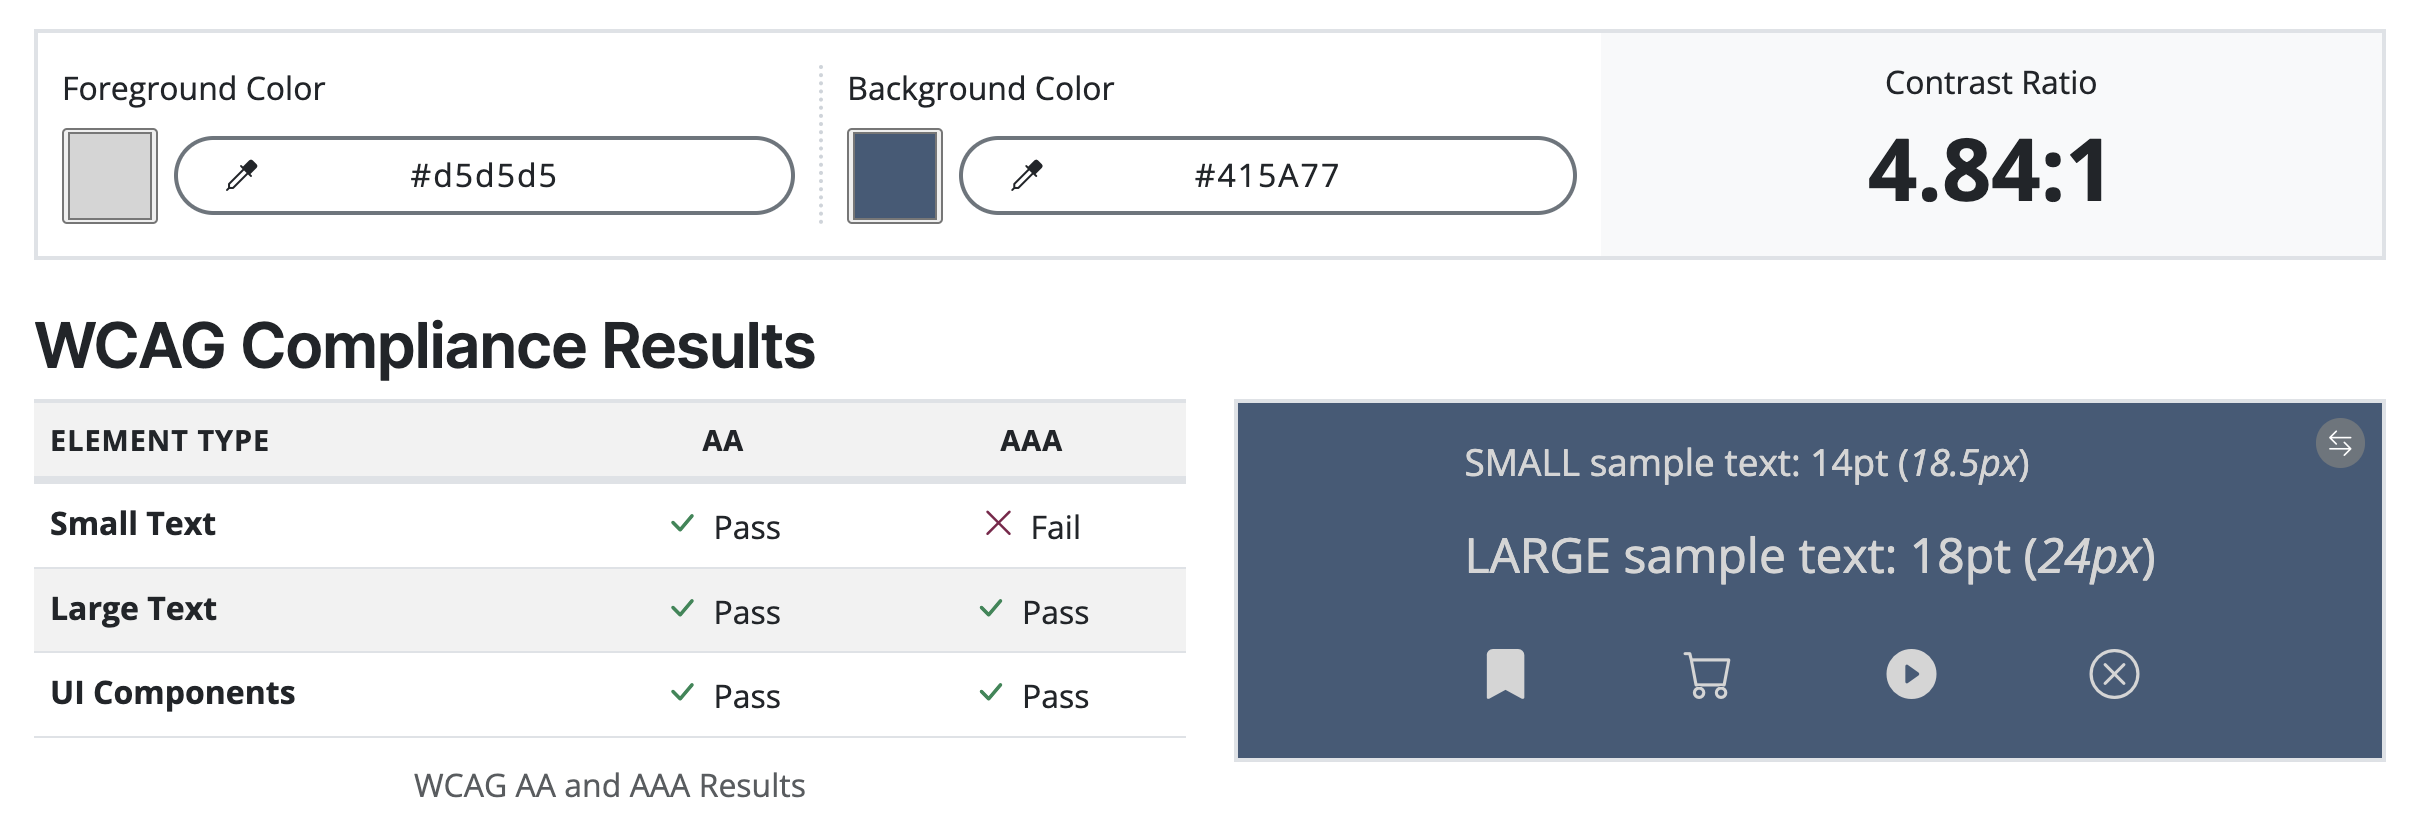 Foreground Color
#d5d5d5
Background Color
#415A77
Contrast Ratio
4.84:1
WCAG Compliance Results
ELEMENT TYPE AA AAA
Small Text Pass Fail
Large Text Pass Pass
UI Components Pass Pass
WCAG AA and AAA Results
SMALL sample text: 14pt (18.5px)
LARGE sample text: 18pt (24px)